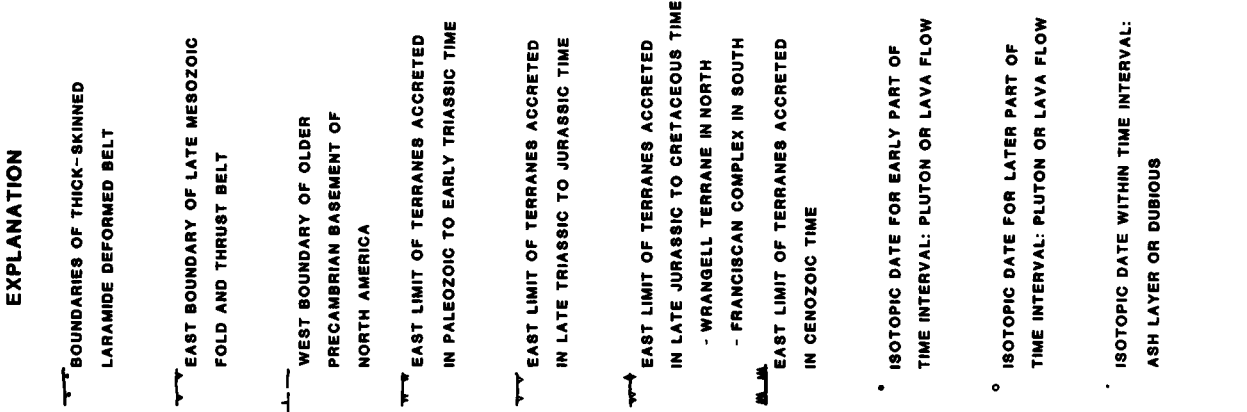 EXPLANATION
BOUNDARIES OF THICK-SKINNED
LARAMIDE DEFORMED BELT
EAST BOUNDARY OF LATE MESOZOIC
FOLD AND THRUST BELT
WEST BOUNDARY OF OLDER
PRECAMBRIAN BASEMENT OF
NORTH AMERICA
EAST LIMIT OF TERRANES ACCRETED
IN PALEOZOIC TO EARLY TRIASSIC TIME
EAST LIMIT OF TERRANES ACCRETED
IN LATE TRIASSIC TO JURASSIC TIME
EAST LIMIT OF TERRANES ACCRETED
IN LATE JURASSIC TO CRETACEOUS TIME
- WRANGELL TERRANE IN NORTH
- FRANCISCAN COMPLEX IN SOUTH
EAST LIMIT OF TERRANES ACCRETED
IN CENOZOIC TIME
ISOTOPIC DATE FOR EARLY PART OF
TIME INTERVAL: PLUTON OR LAVA FLOW
ISOTOPIC DATE FOR LATER PART OF
TIME INTERVAL: PLUTON OR LAVA FLOW
ISOTOPIC DATE WITHIN TIME INTERVAL:
ASH LAYER OR DUBIOUS